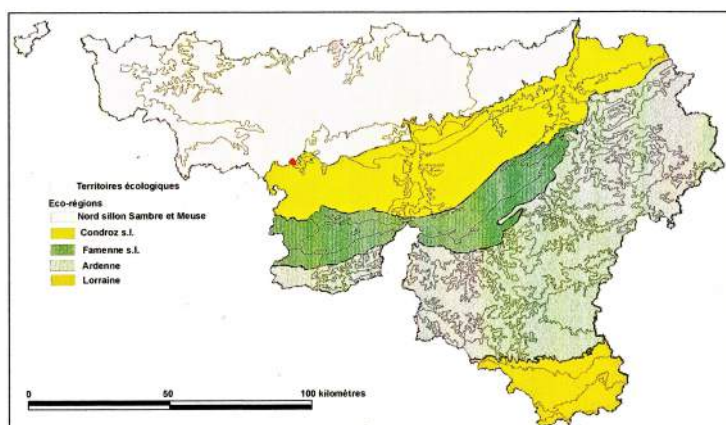 Territoires écologiques
Eco-régions
Nord sillon Sambre et Meuse
Condroz s.l.
Famenne s.l.
Ardenne
Lorraine
0 50 100 kilomètres